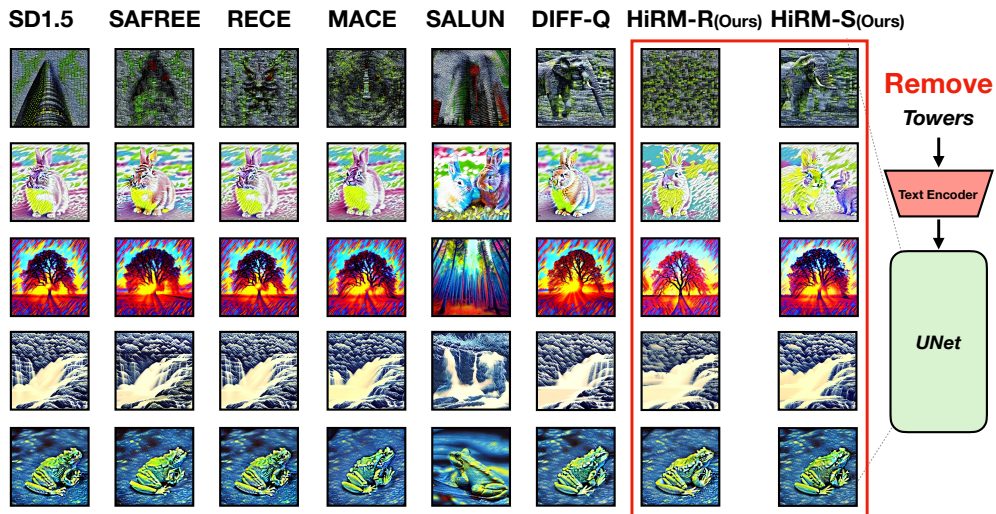 SD1.5 SAFREE RECE MACE SALUN DIFF-Q HiRM-R(Ours) HiRM-S(Ours)
Remove
Towers
Text Encoder
UNet